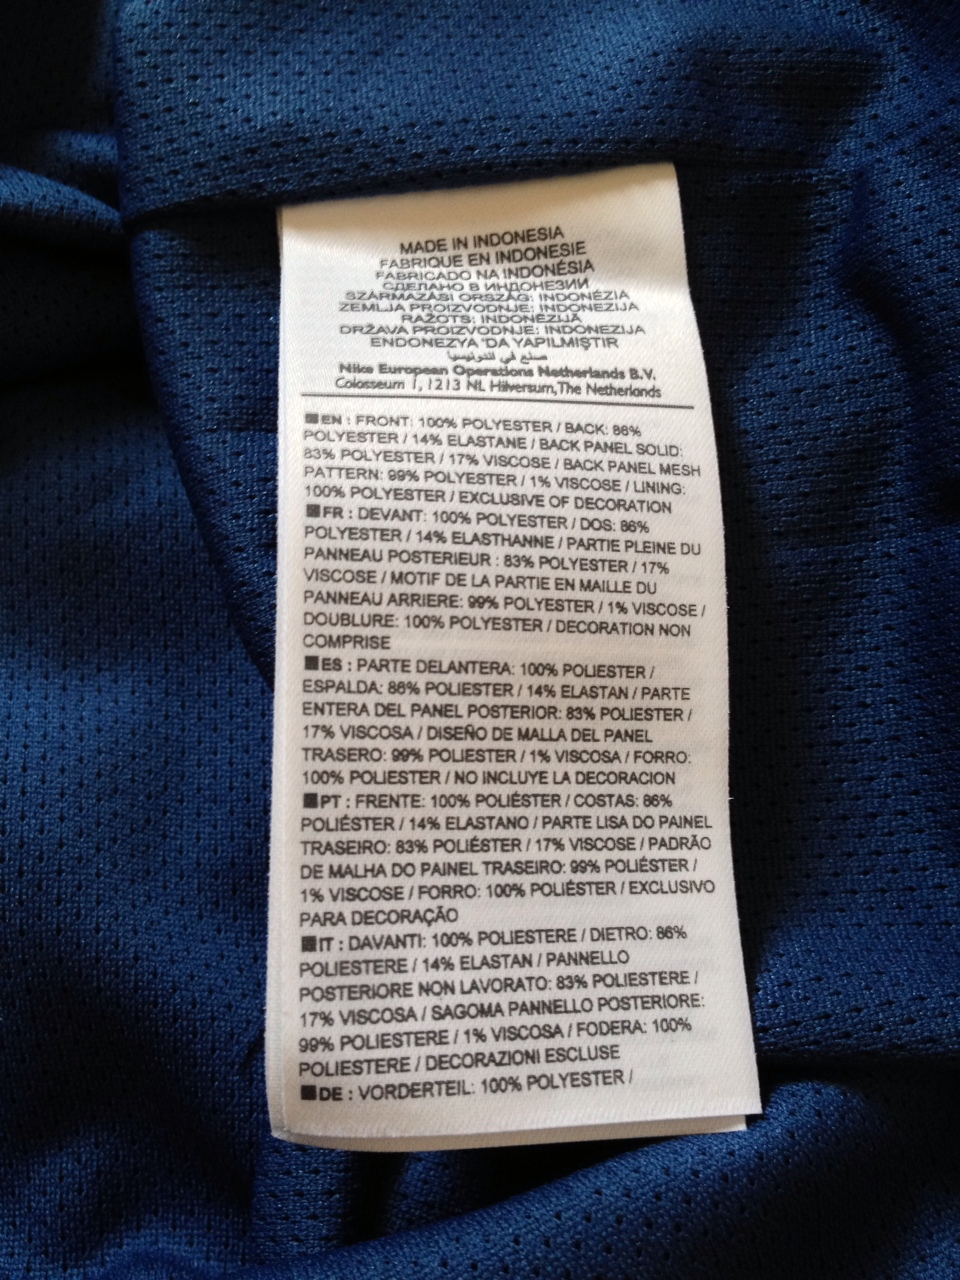 MADE IN INDONESIA
FABRIQUE EN INDONESIE
FABRICADO NA INDONÉSIA
СДЕЛАНО В ИНДОНЕЗИИ
SZÁRMAZÁSI ORSZÁG: INDONÉZIA
ZEMLJA PROIZVODNJE: INDONEZIJA
RAŽOTS: INDONĒZIJĀ
DRŽAVA PROIZVODNJE: INDONEZIJA
ENDONEZYA 'DA YAPILMIŞTIR
صنع في اندونيسيا
Nike European Operations Netherlands B.V.
Colosseum 1, 1213 NL Hilversum, The Netherlands
EN : FRONT: 100% POLYESTER / BACK: 86%
POLYESTER / 14% ELASTANE / BACK PANEL SOLID:
83% POLYESTER / 17% VISCOSE / BACK PANEL MESH
PATTERN: 99% POLYESTER / 1% VISCOSE / LINING:
100% POLYESTER / EXCLUSIVE OF DECORATION
FR : DEVANT: 100% POLYESTER / DOS: 86%
POLYESTER / 14% ELASTHANNE / PARTIE PLEINE DU
PANNEAU POSTERIEUR : 83% POLYESTER / 17%
VISCOSE / MOTIF DE LA PARTIE EN MAILLE DU
PANNEAU ARRIERE: 99% POLYESTER / 1% VISCOSE /
DOUBLURE: 100% POLYESTER / DECORATION NON
COMPRISE
ES : PARTE DELANTERA: 100% POLIESTER /
ESPALDA: 86% POLIESTER / 14% ELASTAN / PARTE
ENTERA DEL PANEL POSTERIOR: 83% POLIESTER /
17% VISCOSA / DISEÑO DE MALLA DEL PANEL
TRASERO: 99% POLIESTER / 1% VISCOSA / FORRO:
100% POLIESTER / NO INCLUYE LA DECORACION
PT : FRENTE: 100% POLIÉSTER / COSTAS: 86%
POLIÉSTER / 14% ELASTANO / PARTE LISA DO PAINEL
TRASEIRO: 83% POLIÉSTER / 17% VISCOSE / PADRÃO
DE MALHA DO PAINEL TRASEIRO: 99% POLIÉSTER /
1% VISCOSE / FORRO: 100% POLIÉSTER / EXCLUSIVO
PARA DECORAÇÃO
IT : DAVANTI: 100% POLIESTERE / DIETRO: 86%
POLIESTERE / 14% ELASTAN / PANNELLO
POSTERIORE NON LAVORATO: 83% POLIESTERE /
17% VISCOSA / SAGOMA PANNELLO POSTERIORE:
99% POLIESTERE / 1% VISCOSA / FODERA: 100%
POLIESTERE / DECORAZIONI ESCLUSE
DE : VORDERTEIL: 100% POLYESTER /